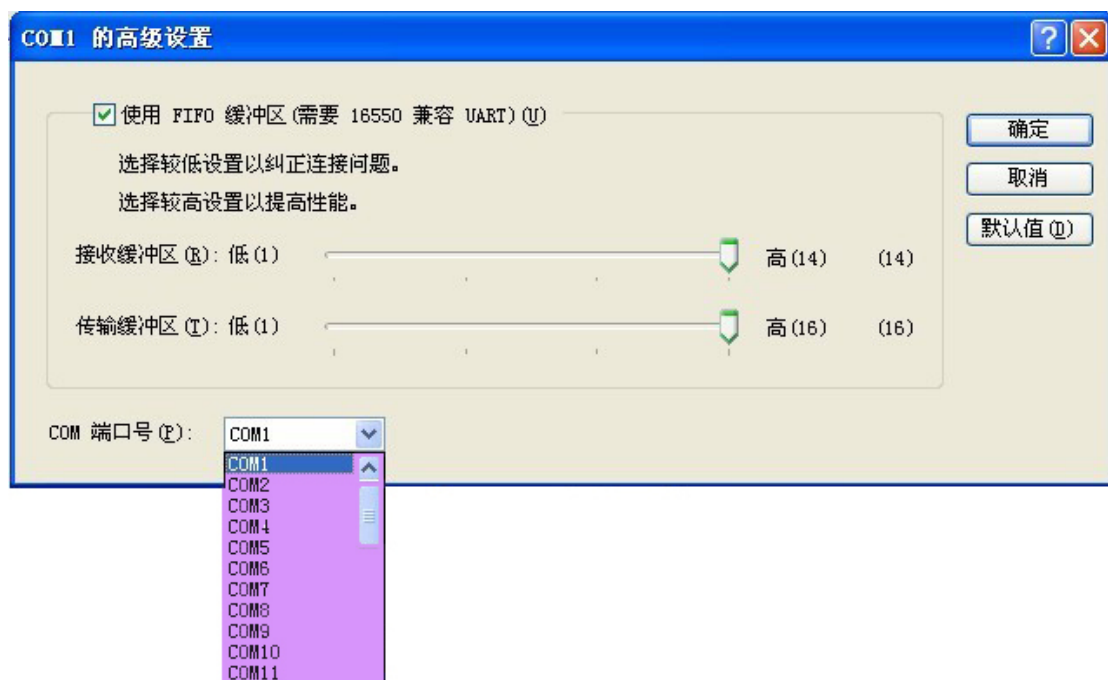 COM1 的高级设置
使用 FIFO 缓冲区(需要 16550 兼容 UART)(U)
确定
选择较低设置以纠正连接问题。
取消
选择较高设置以提高性能。
默认值(D)
接收缓冲区(R): 低(1) 高(14) (14)
传输缓冲区(T): 低(1) 高(16) (16)
COM 端口号(P): COM1
COM1
COM2
COM3
COM4
COM5
COM6
COM7
COM8
COM9
COM10
COM11